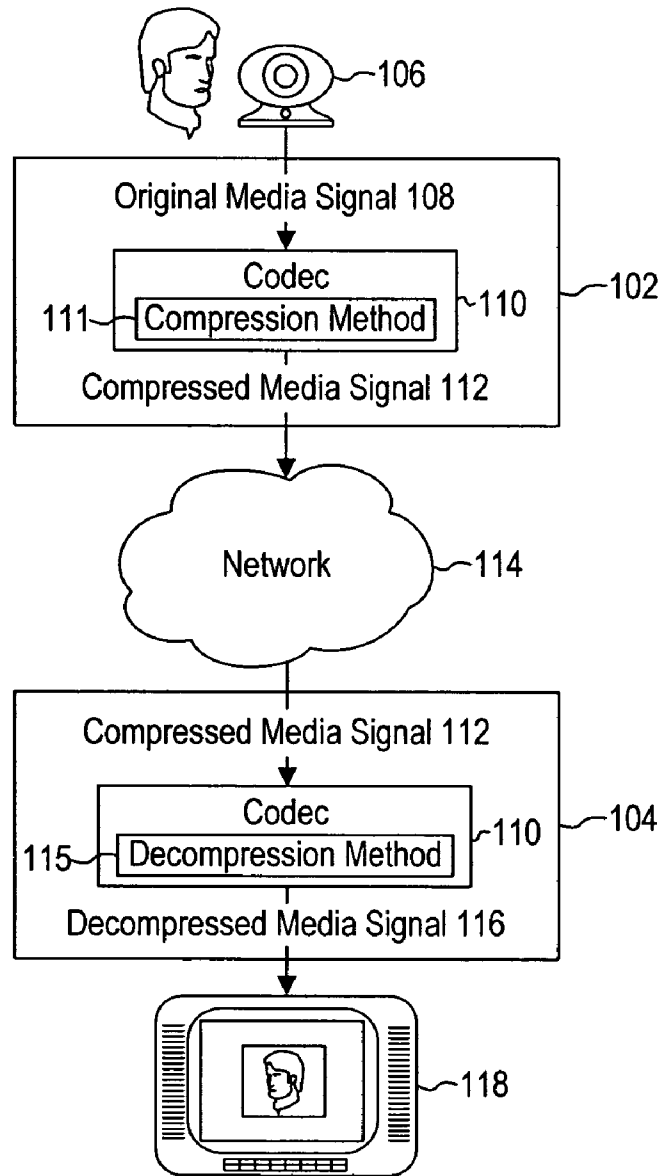 106
Original Media Signal 108
Codec
110
102
111
Compression Method
Compressed Media Signal 112
Network
114
Compressed Media Signal 112
Codec
110
104
115
Decompression Method
Decompressed Media Signal 116
118